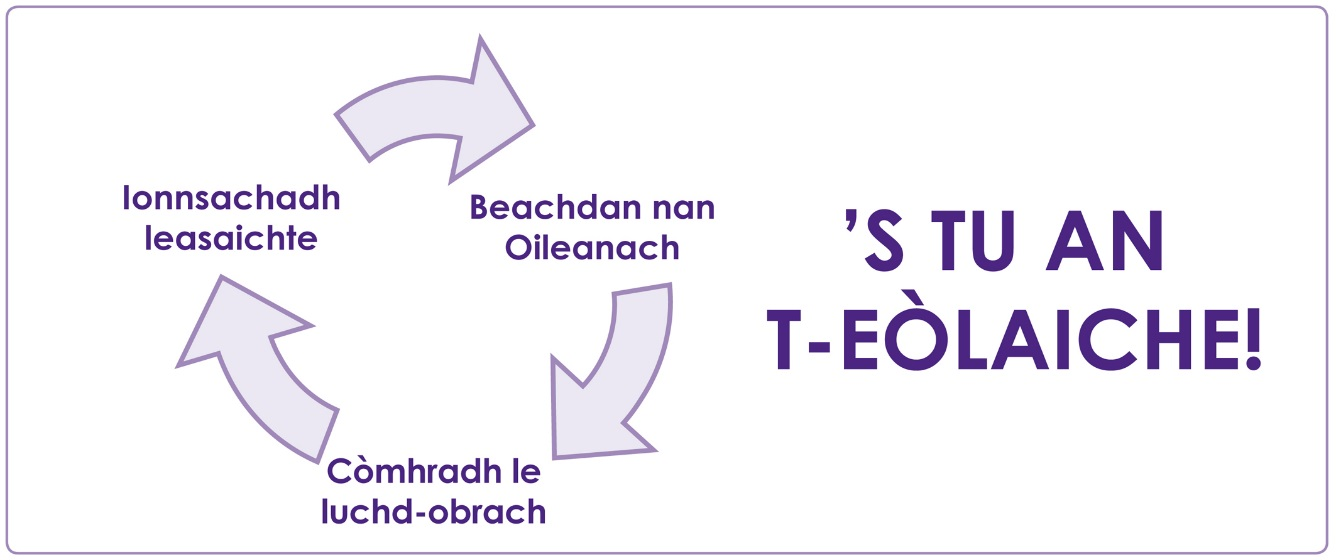 Ionnsachadh
leasaichte
Beachdan nan
Oileanach
Còmhradh le
luchd-obrach
’S TU AN
T-EÒLAICHE!